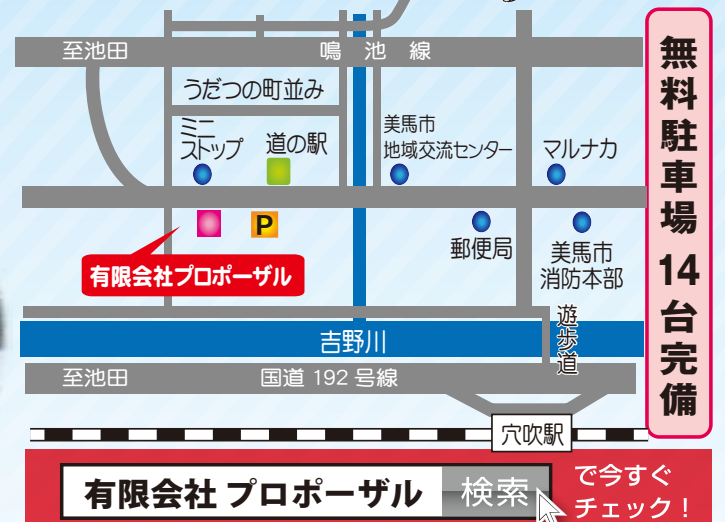 至池田
鳴池線
うだつの町並み
ミニ
ストップ
道の駅
美馬市
地域交流センター
マルナカ
P
有限会社プロポーザル
郵便局
美馬市
消防本部
遊歩道
吉野川
至池田
国道192号線
穴吹駅
無料駐車場14台完備
有限会社 プロポーザル
検索
で今すぐ
チェック!